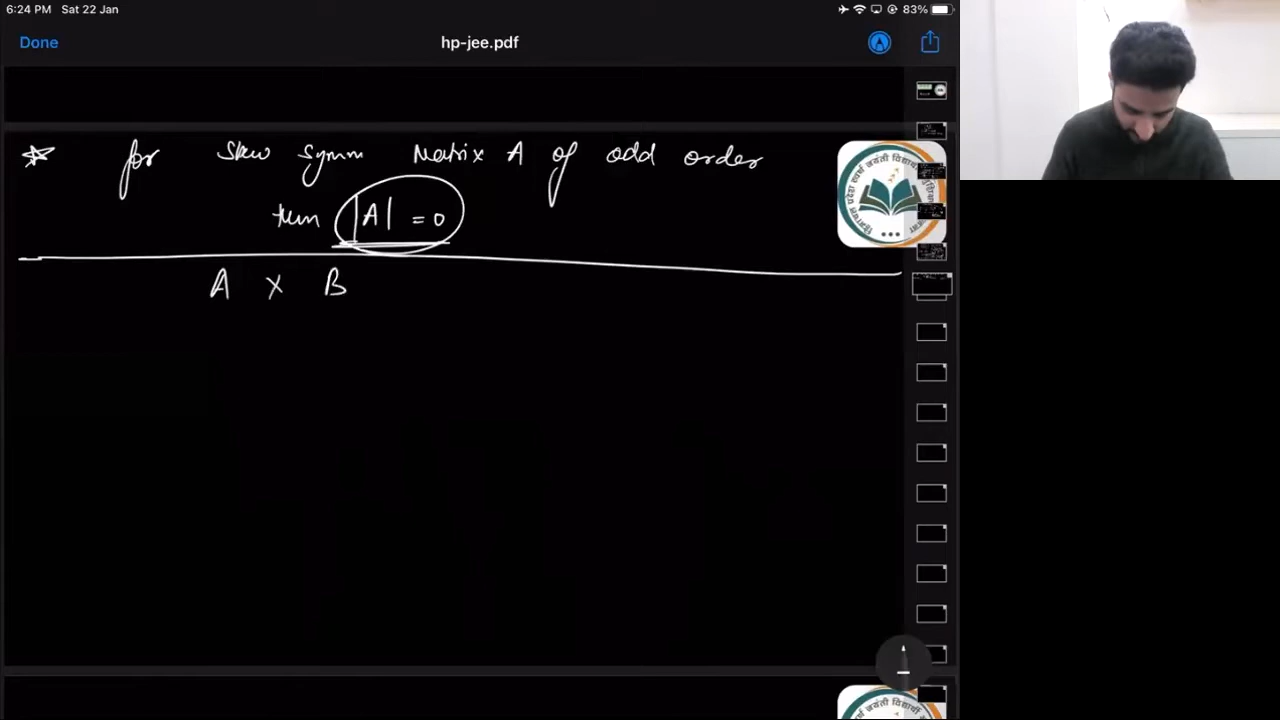 6:24 PM Sat 22 Jan 83%
Done hp-jee.pdf
☆ for skew symm Matrix A of odd order
then |A| = 0
A × B